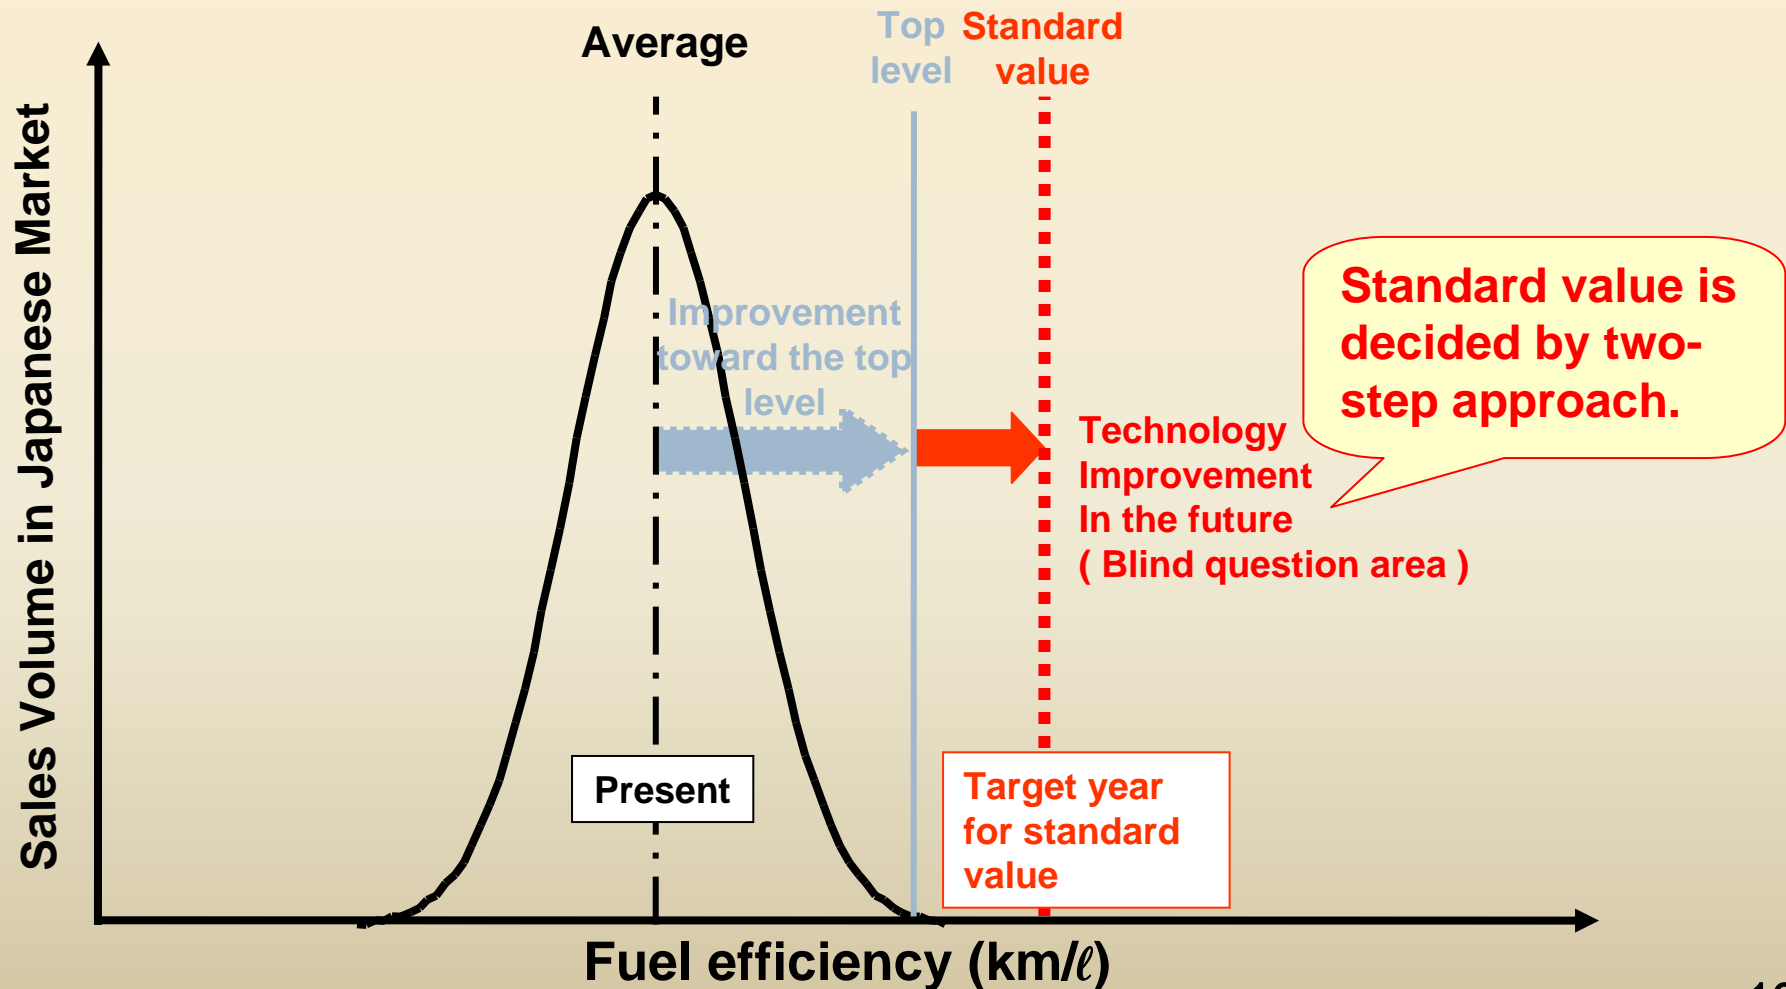 Average
Top
level
Standard
value
Sales Volume in Japanese Market
Improvement
toward the top
level
Standard value is
decided by two-
step approach.
Technology
Improvement
In the future
( Blind question area )
Present
Target year
for standard
value
Fuel efficiency (km/ℓ)